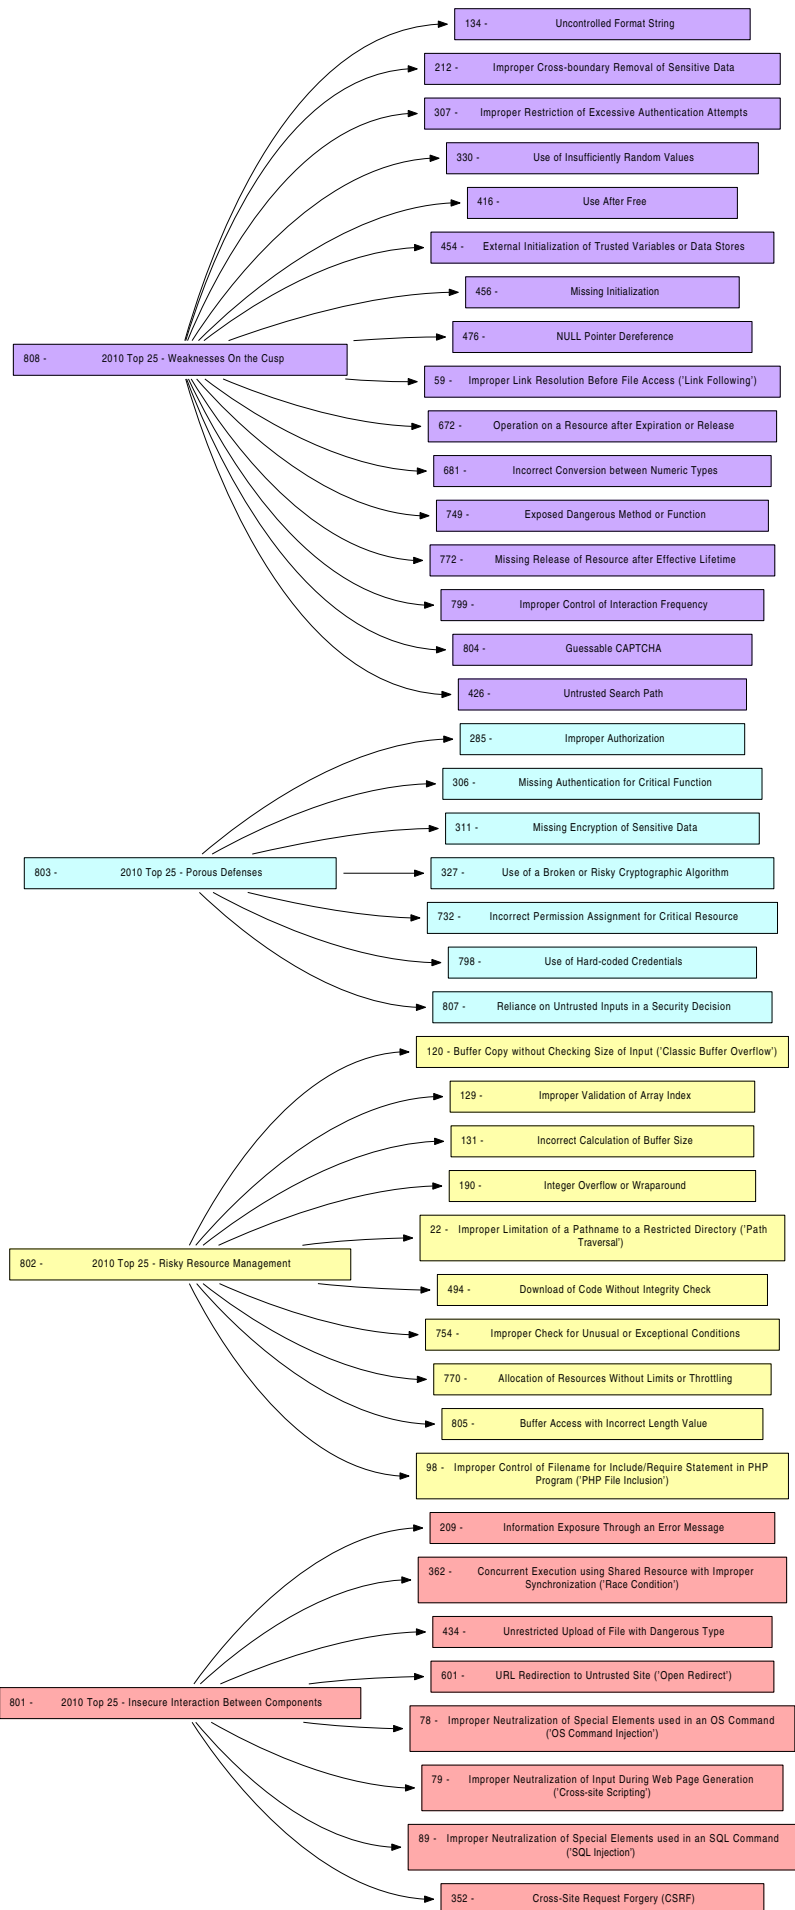 134 - Uncontrolled Format String
212 - Improper Cross-boundary Removal of Sensitive Data
307 - Improper Restriction of Excessive Authentication Attempts
330 - Use of Insufficiently Random Values
416 - Use After Free
454 - External Initialization of Trusted Variables or Data Stores
456 - Missing Initialization
476 - NULL Pointer Dereference
808 - 2010 Top 25 - Weaknesses On the Cusp
59 - Improper Link Resolution Before File Access ('Link Following')
672 - Operation on a Resource after Expiration or Release
681 - Incorrect Conversion between Numeric Types
749 - Exposed Dangerous Method or Function
772 - Missing Release of Resource after Effective Lifetime
799 - Improper Control of Interaction Frequency
804 - Guessable CAPTCHA
426 - Untrusted Search Path
285 - Improper Authorization
306 - Missing Authentication for Critical Function
311 - Missing Encryption of Sensitive Data
803 - 2010 Top 25 - Porous Defenses
327 - Use of a Broken or Risky Cryptographic Algorithm
732 - Incorrect Permission Assignment for Critical Resource
798 - Use of Hard-coded Credentials
807 - Reliance on Untrusted Inputs in a Security Decision
120 - Buffer Copy without Checking Size of Input ('Classic Buffer Overflow')
129 - Improper Validation of Array Index
131 - Incorrect Calculation of Buffer Size
190 - Integer Overflow or Wraparound
22 - Improper Limitation of a Pathname to a Restricted Directory ('Path
Traversal')
802 - 2010 Top 25 - Risky Resource Management
494 - Download of Code Without Integrity Check
754 - Improper Check for Unusual or Exceptional Conditions
770 - Allocation of Resources Without Limits or Throttling
805 - Buffer Access with Incorrect Length Value
98 - Improper Control of Filename for Include/Require Statement in PHP
Program ('PHP File Inclusion')
209 - Information Exposure Through an Error Message
362 - Concurrent Execution using Shared Resource with Improper
Synchronization ('Race Condition')
434 - Unrestricted Upload of File with Dangerous Type
601 - URL Redirection to Untrusted Site ('Open Redirect')
801 - 2010 Top 25 - Insecure Interaction Between Components
78 - Improper Neutralization of Special Elements used in an OS Command
('OS Command Injection')
79 - Improper Neutralization of Input During Web Page Generation
('Cross-site Scripting')
89 - Improper Neutralization of Special Elements used in an SQL Command
('SQL Injection')
352 - Cross-Site Request Forgery (CSRF)